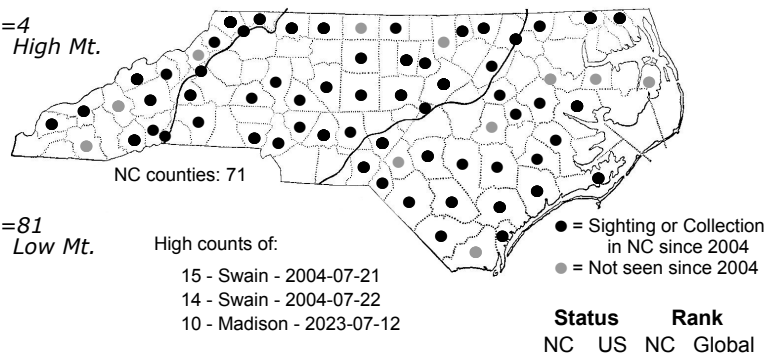 =4
High Mt.
NC counties: 71
=81
Low Mt.
High counts of:
15 - Swain - 2004-07-21
14 - Swain - 2004-07-22
10 - Madison - 2023-07-12
● = Sighting or Collection
in NC since 2004
● = Not seen since 2004
Status Rank
NC US NC Global